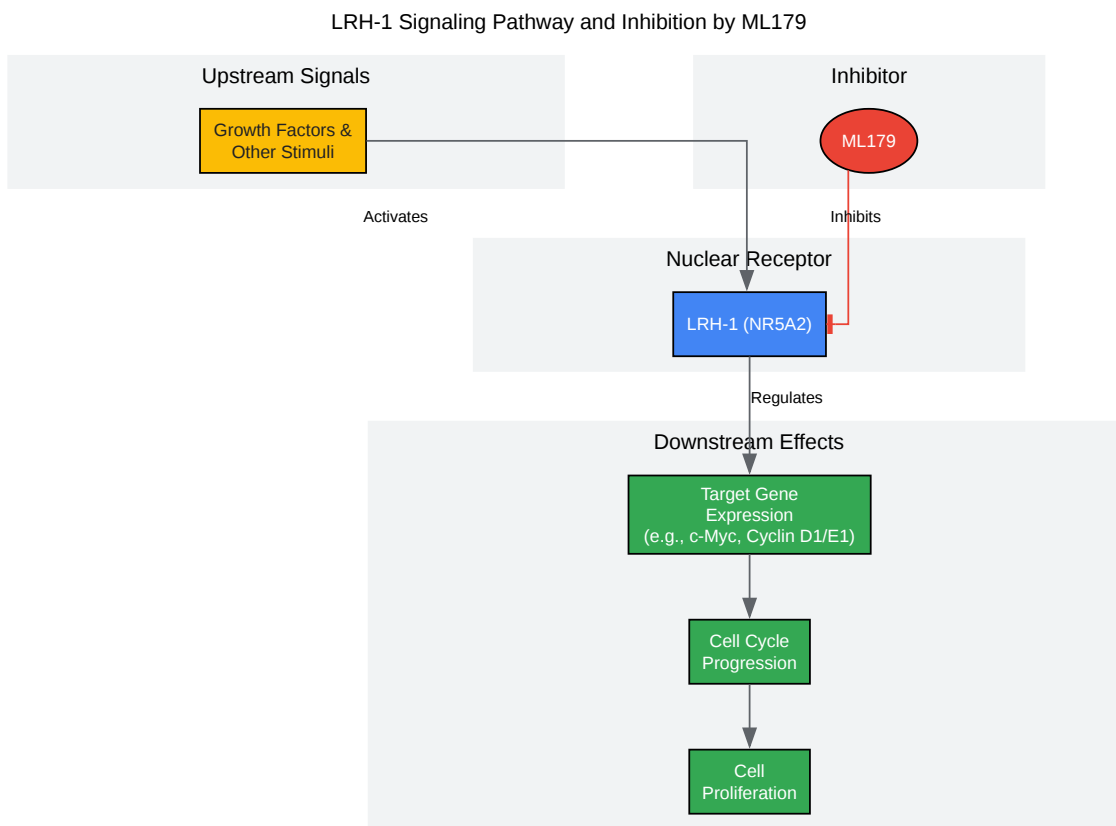 LRH-1 Signaling Pathway and Inhibition by ML179
Upstream Signals
Inhibitor
Growth Factors &
Other Stimuli
ML179
Activates
Inhibits
Nuclear Receptor
LRH-1 (NR5A2)
Regulates
Downstream Effects
Target Gene
Expression
(e.g., c-Myc, Cyclin D1/E1)
Cell Cycle
Progression
Cell
Proliferation